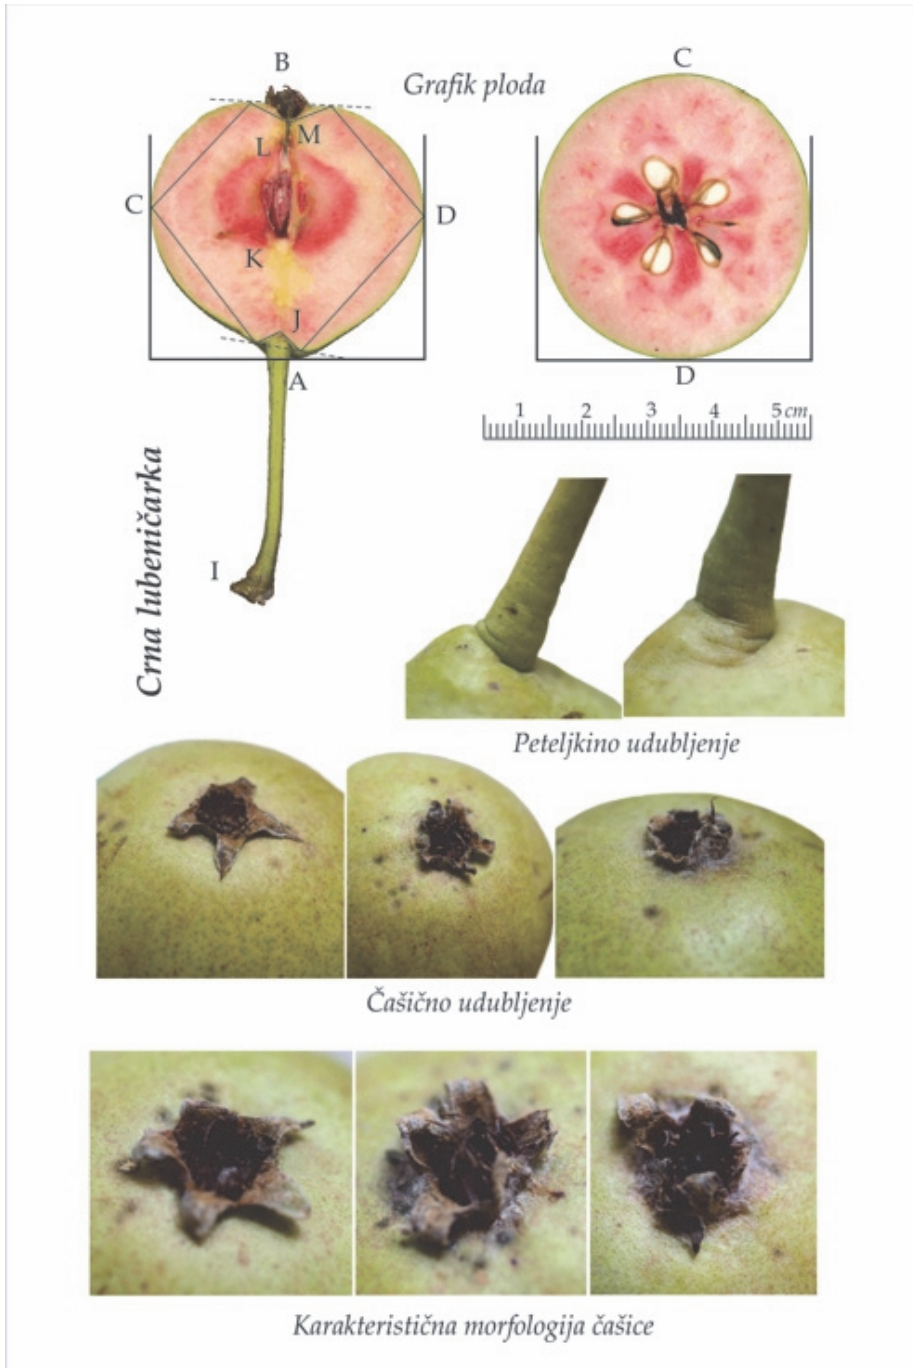 B
Grafik ploda
C
L
M
C
D
K
J
A
D
1 2 3 4 5 cm
Crna lubeničarka
I
Peteljkino udubljenje
Čašično udubljenje
Karakteristična morfologija čašice